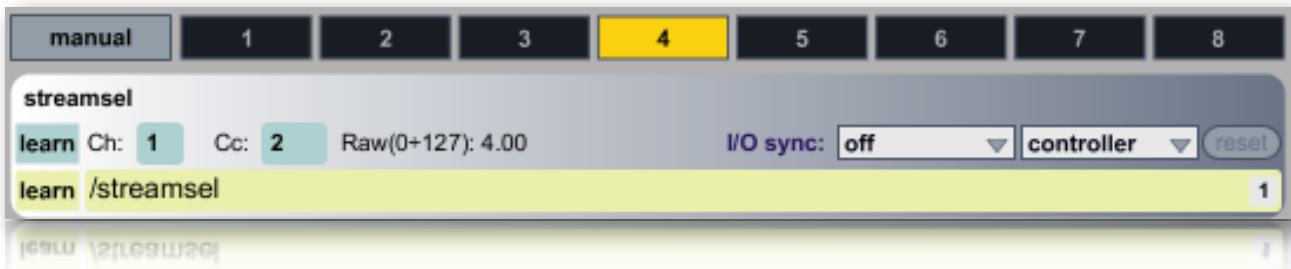 manual 1 2 3 4 5 6 7 8
streamsel
learn Ch: 1 Cc: 2 Raw(0÷127): 4.00 I/O sync: off controller reset
learn /streamsel 1